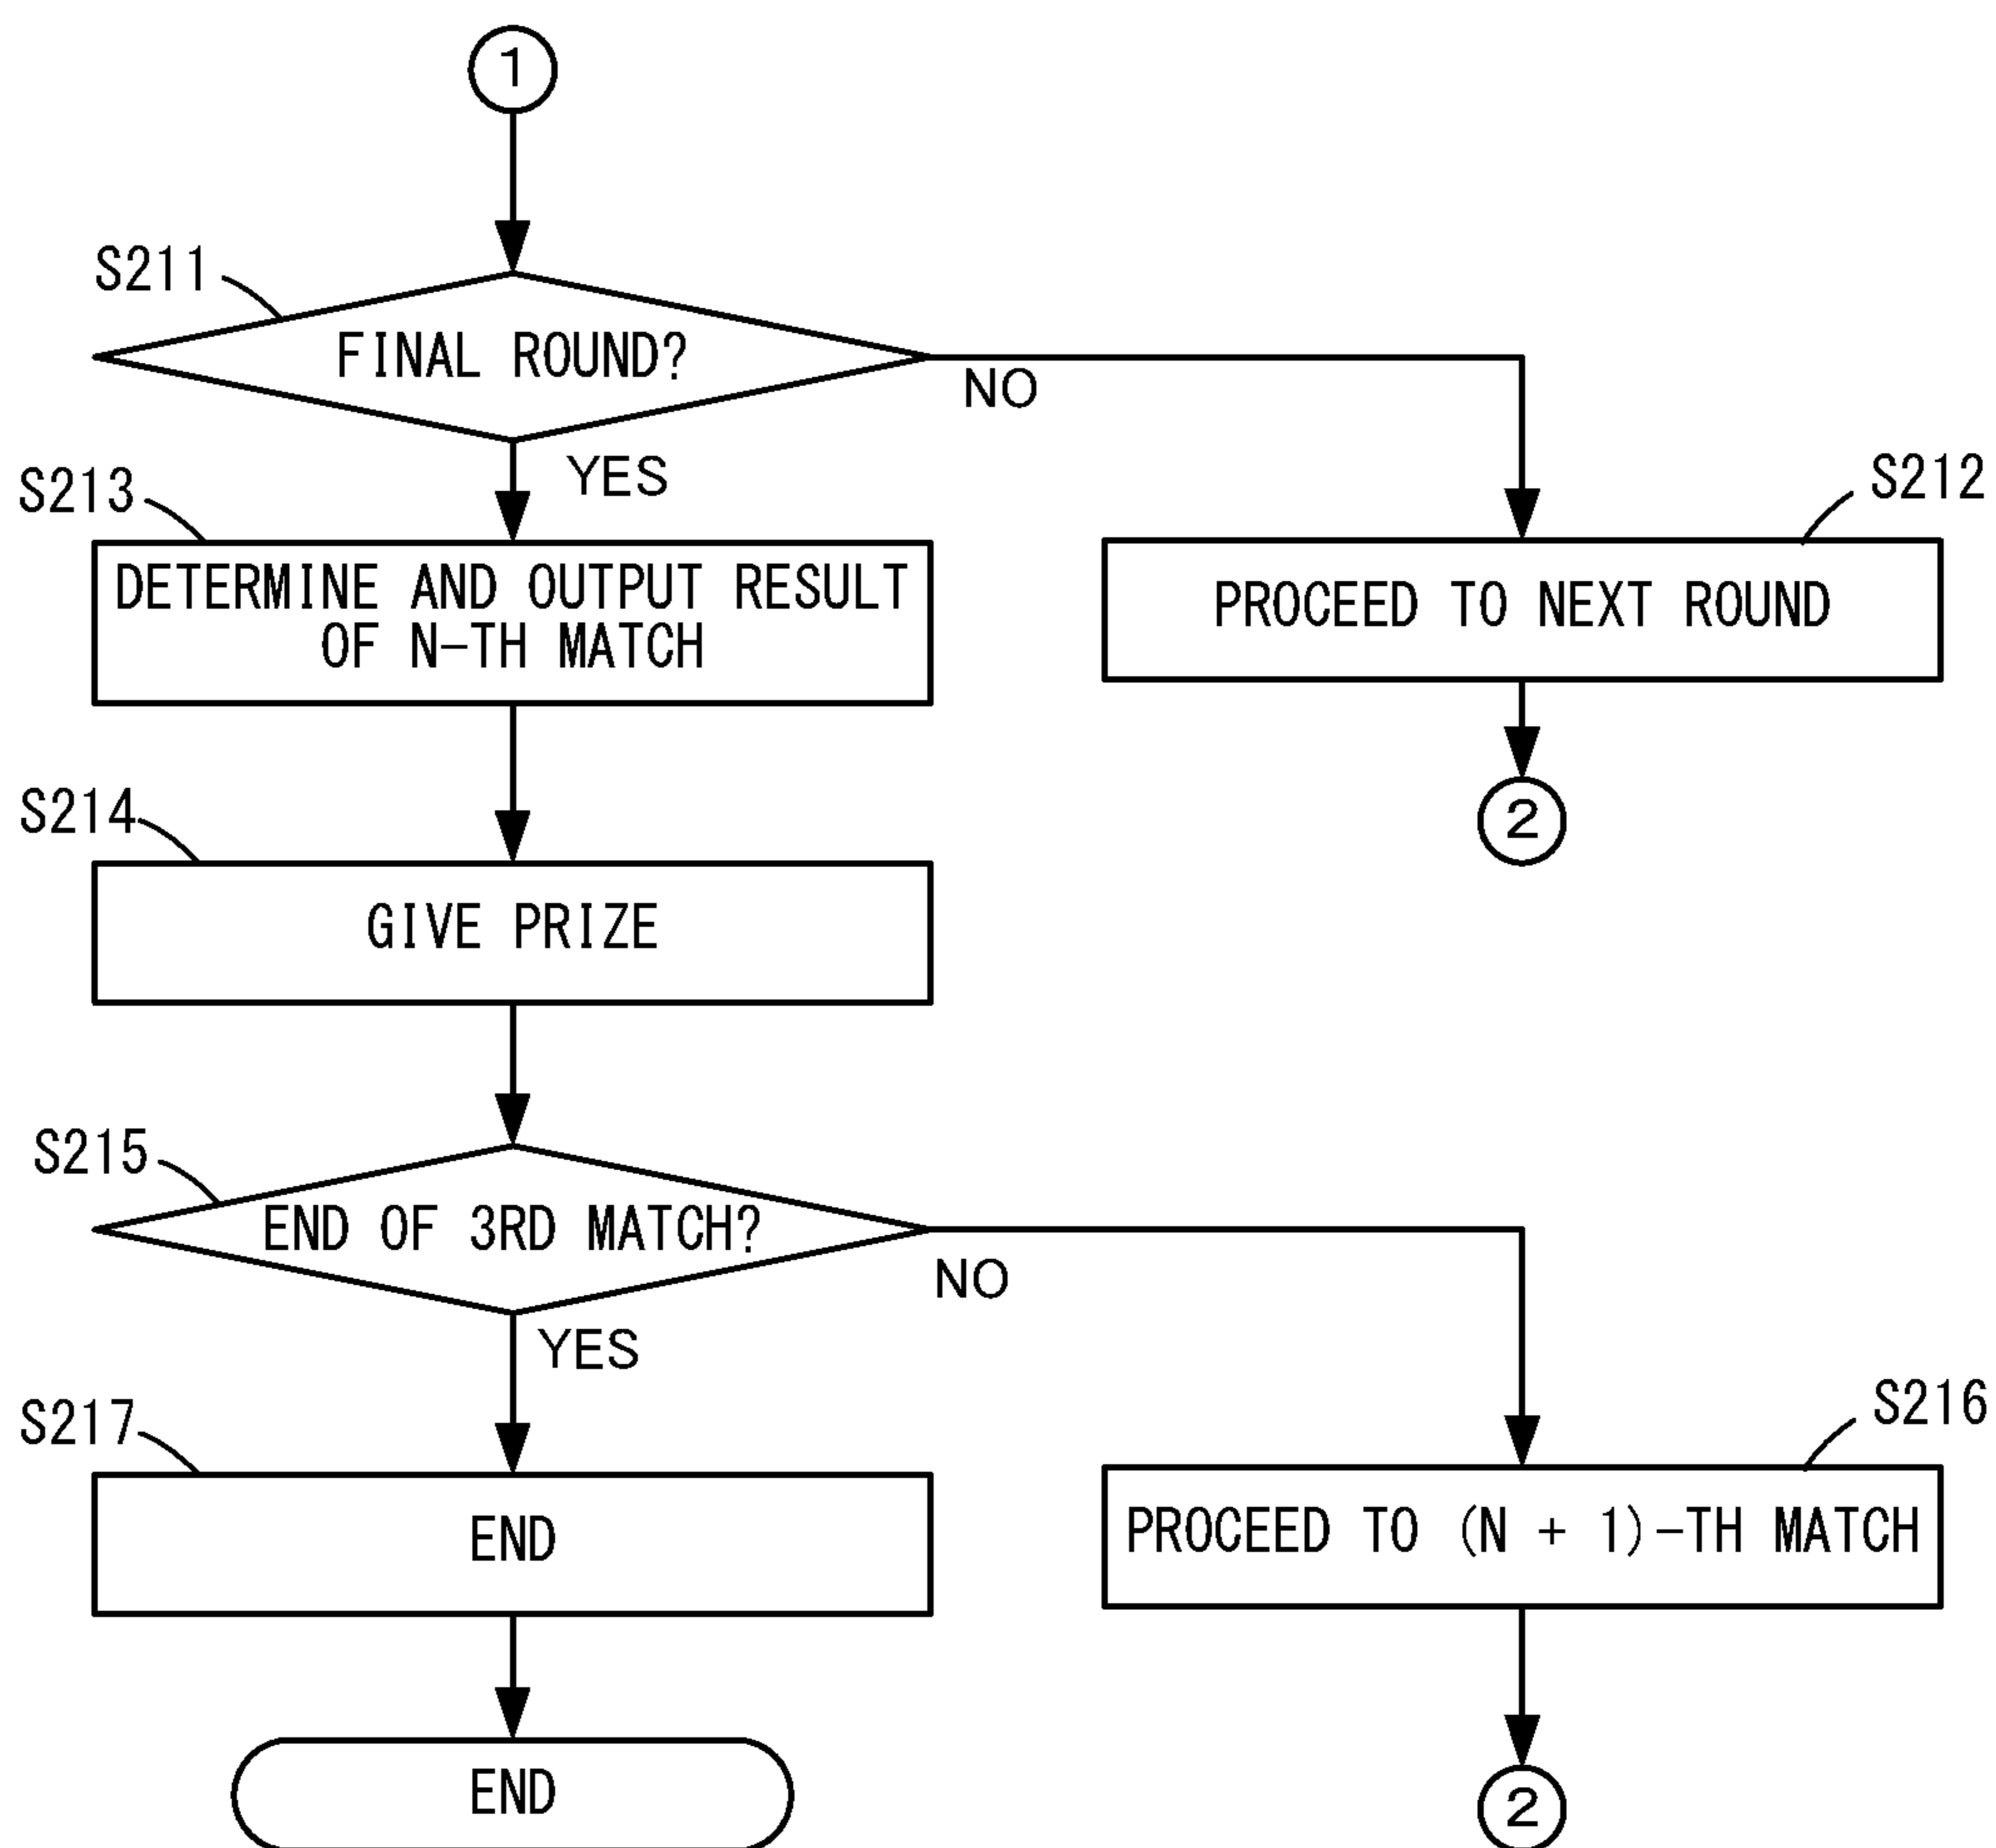 1
S211
FINAL ROUND?
NO
YES
S213
S212
DETERMINE AND OUTPUT RESULT
OF N-TH MATCH
PROCEED TO NEXT ROUND
S214
2
GIVE PRIZE
S215
END OF 3RD MATCH?
NO
YES
S217
S216
END
PROCEED TO (N + 1)-TH MATCH
END
2